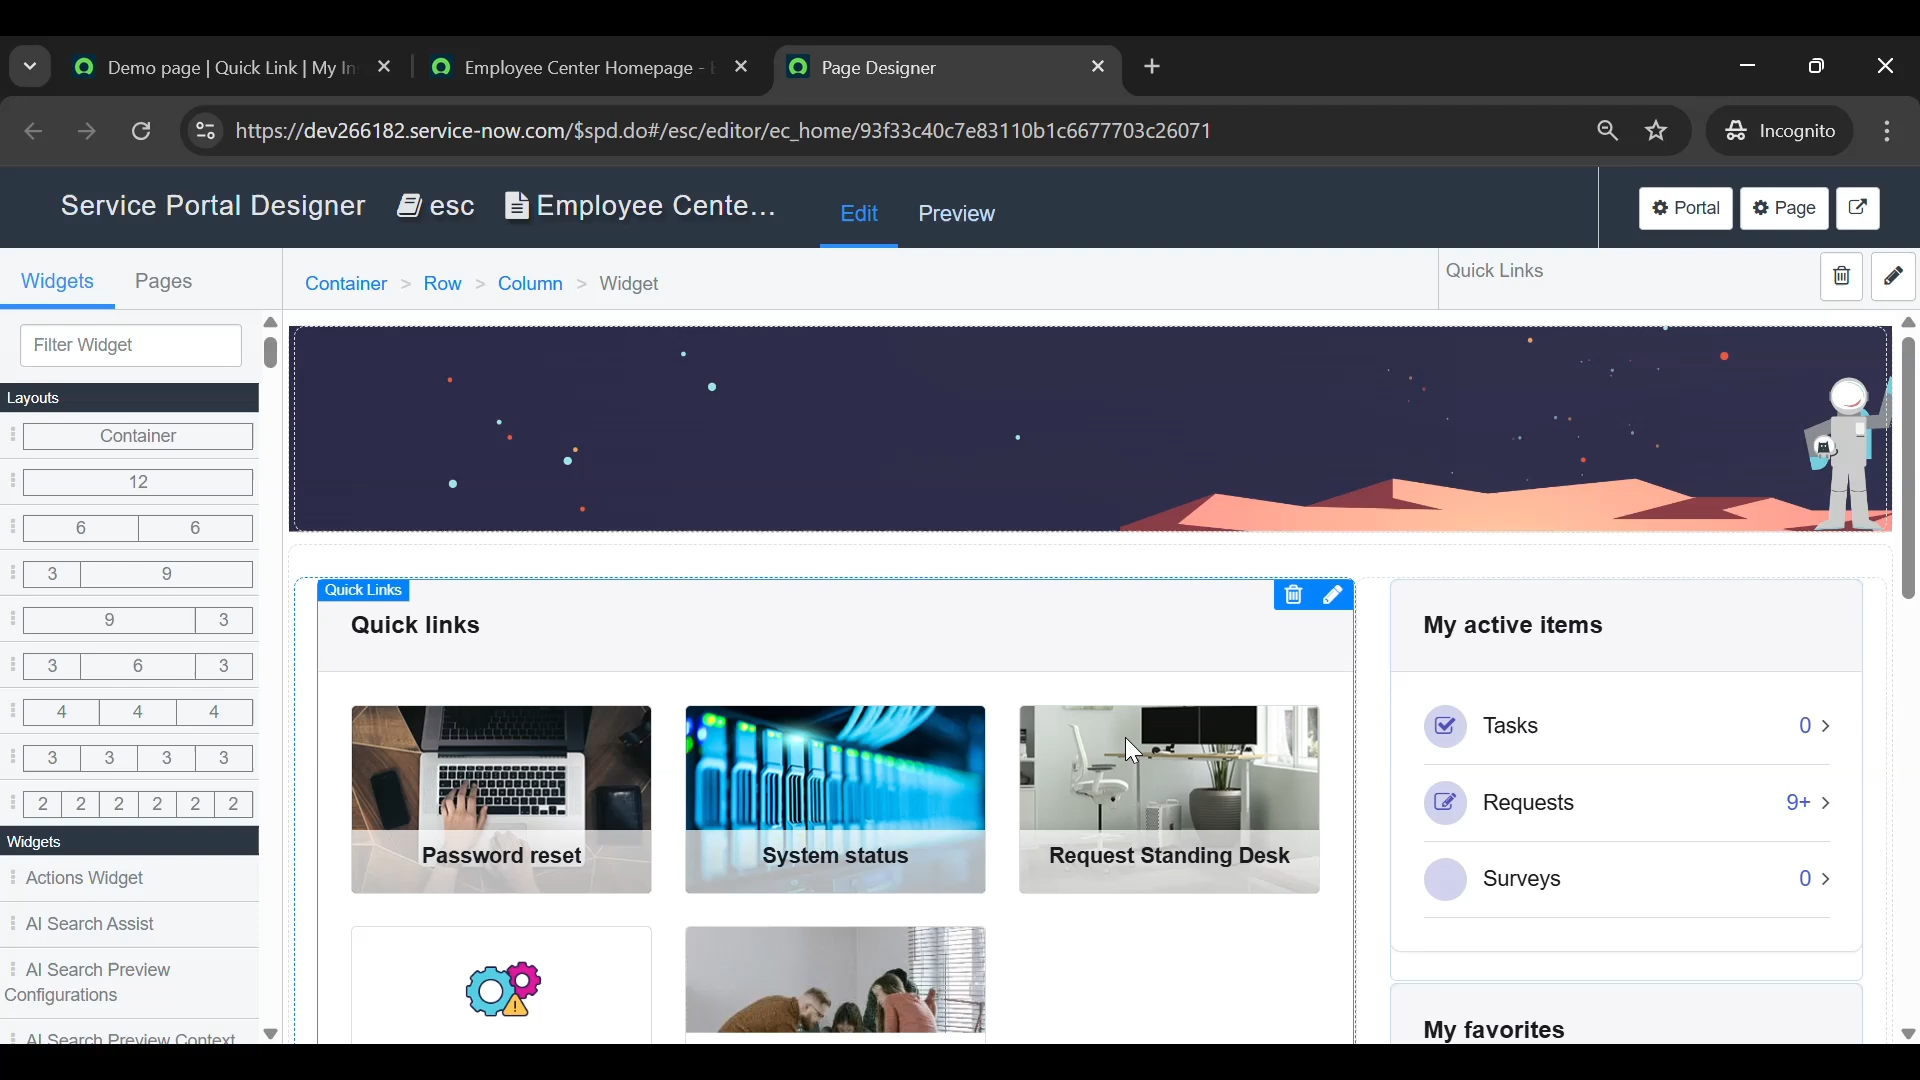 Demo page | Quick Link | My In
Employee Center Homepage - E
Page Designer
https://dev266182.service-now.com/$spd.do#/esc/editor/ec_home/93f33c40c7e83110b1c6677703c26071
Incognito
Service Portal Designer
esc
Employee Cente...
Edit
Preview
Portal
Page
Widgets
Pages
Container > Row > Column > Widget
Quick Links
Filter Widget
Layouts
Container
12
6 6
3 9
9 3
3 6 3
4 4 4
3 3 3 3
2 2 2 2 2 2
Widgets
Actions Widget
AI Search Assist
AI Search Preview
Configurations
AI Search Preview Context
Quick Links
Quick links
Password reset
System status
Request Standing Desk
My active items
Tasks 0
Requests 9+
Surveys 0
My favorites